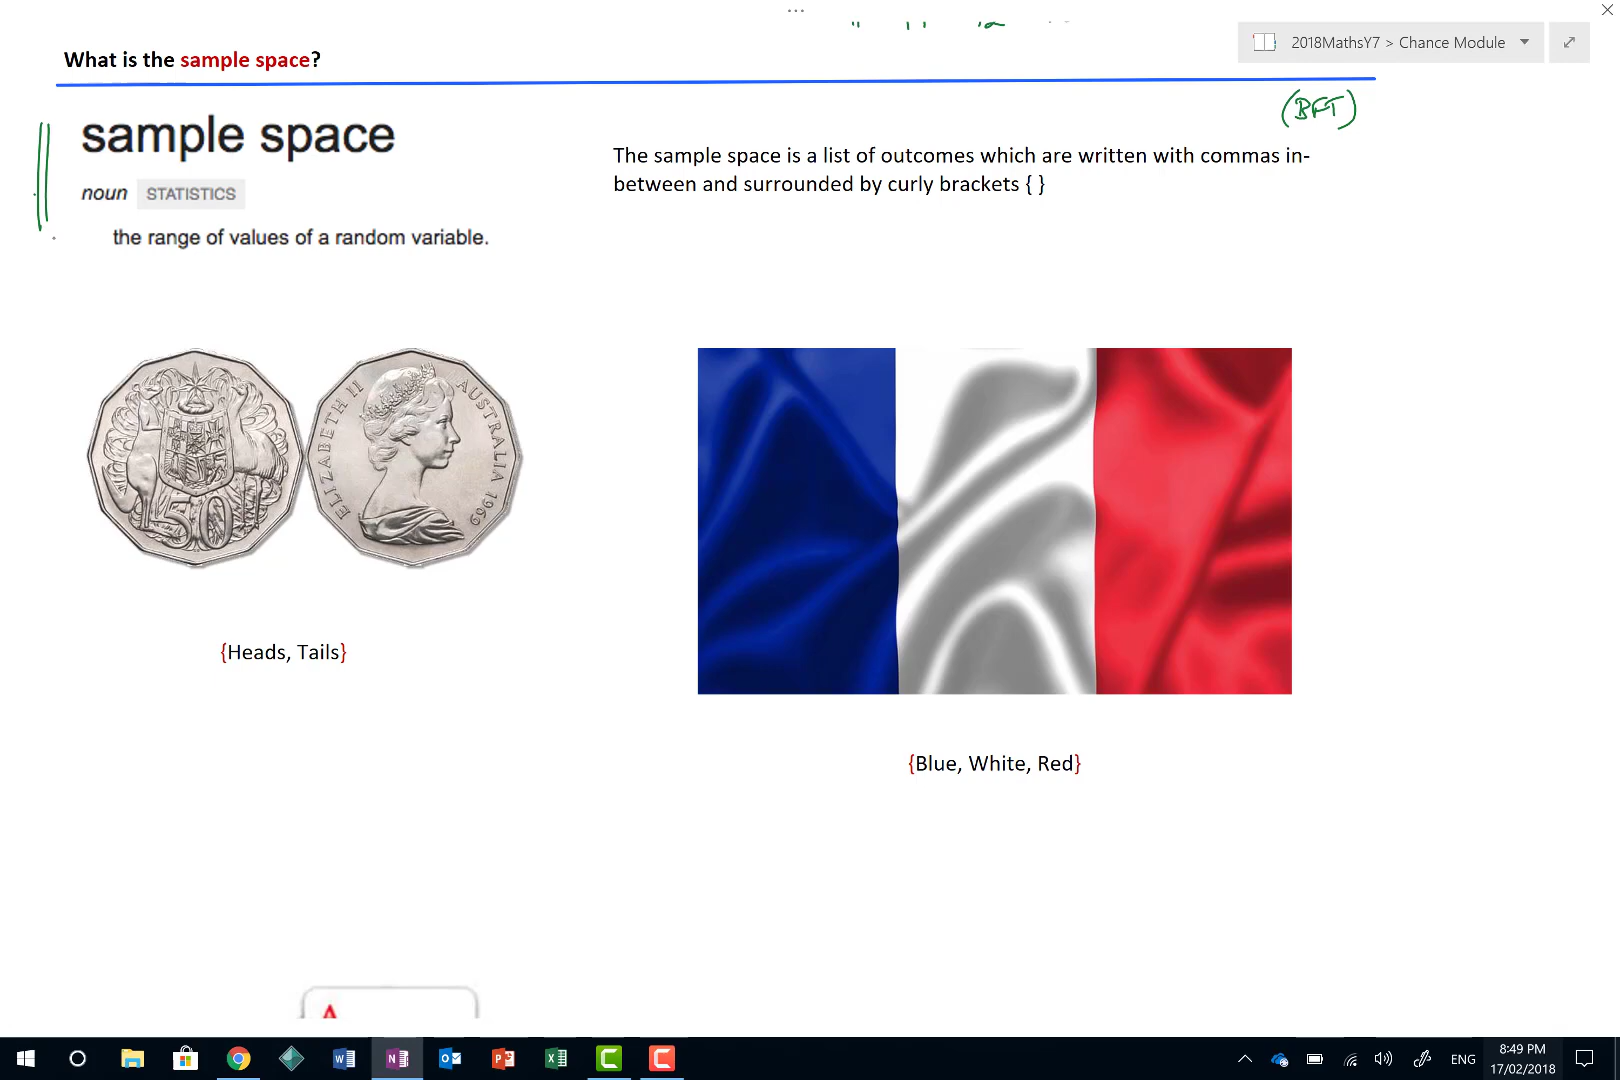 2018MathsY7 > Chance Module
What is the sample space?
(BFT)
sample space
noun STATISTICS
the range of values of a random variable.
The sample space is a list of outcomes which are written with commas in-
between and surrounded by curly brackets { }
50
ELIZABETH II AUSTRALIA 1969
{Heads, Tails}
{Blue, White, Red}
A
ENG
8:49 PM
17/02/2018